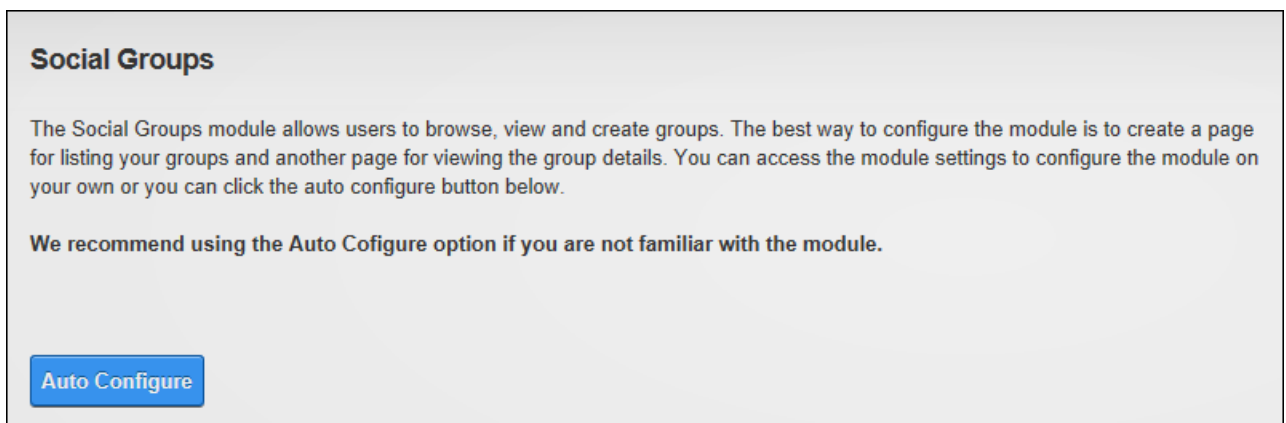 Social Groups
The Social Groups module allows users to browse, view and create groups. The best way to configure the module is to create a page
for listing your groups and another page for viewing the group details. You can access the module settings to configure the module on
your own or you can click the auto configure button below.
We recommend using the Auto Cofigure option if you are not familiar with the module.
Auto Configure